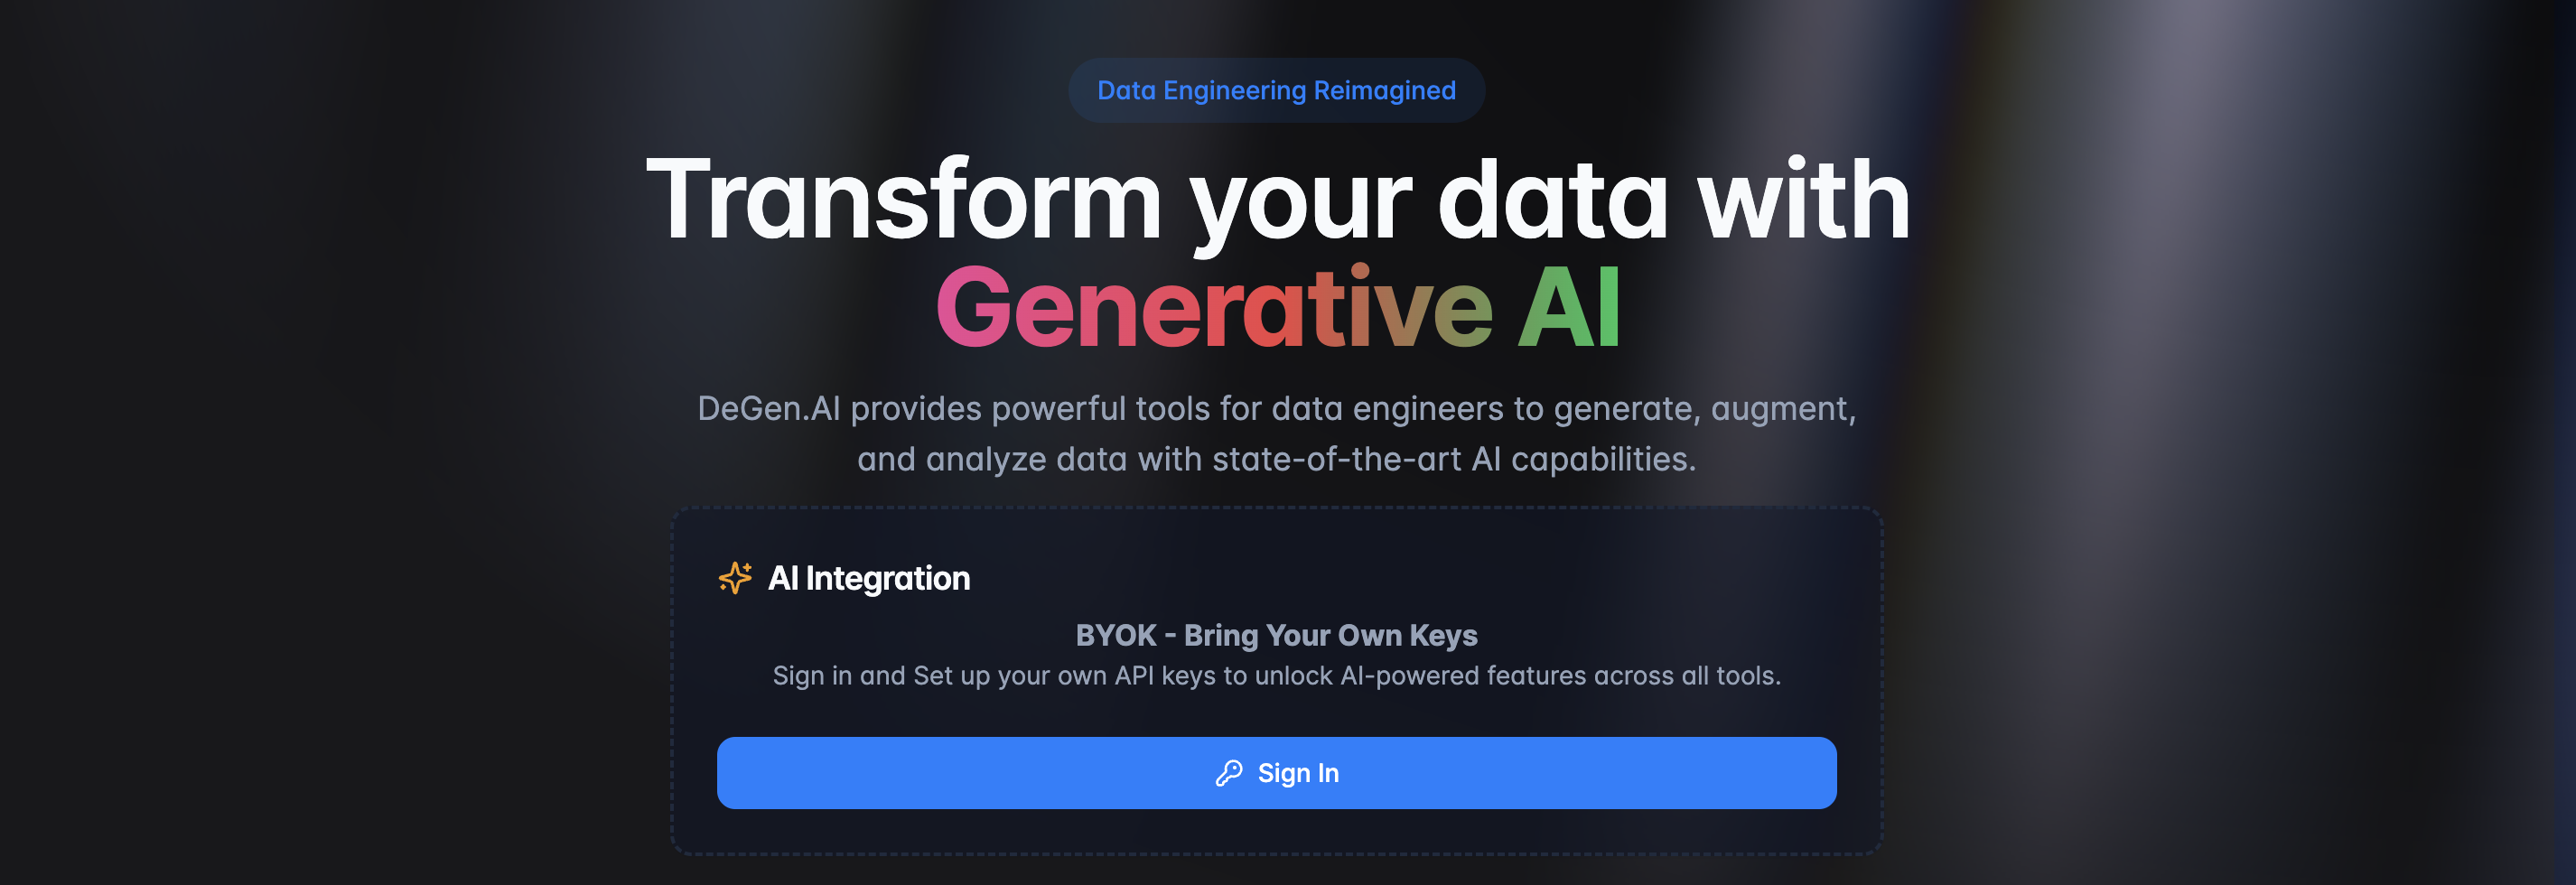 Data Engineering Reimagined
Transform your data with
Generative AI
DeGen.AI provides powerful tools for data engineers to generate, augment,
and analyze data with state-of-the-art AI capabilities.
AI Integration
BYOK - Bring Your Own Keys
Sign in and Set up your own API keys to unlock AI-powered features across all tools.
Sign In